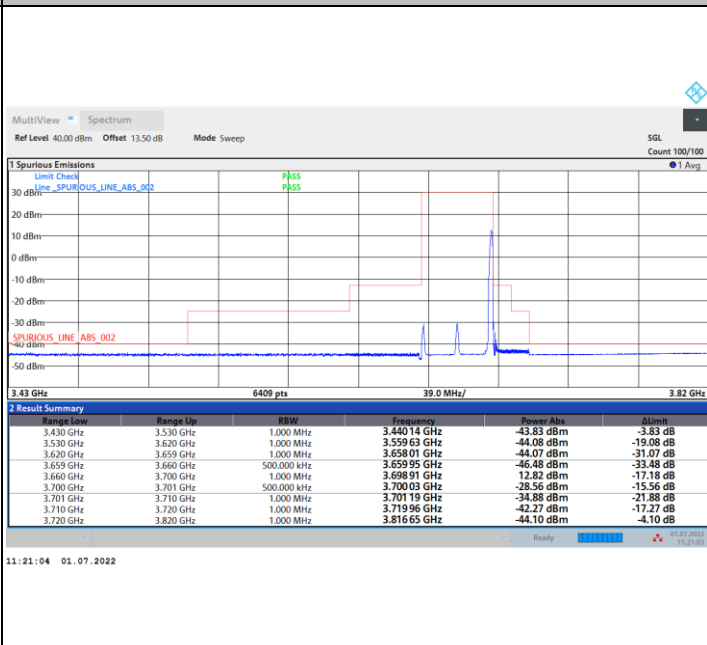 MultiView Spectrum
Ref Level 40.00 dBm Offset 13.50 dB Mode Sweep SGL
Count 100/100
1 Spurious Emissions 1 Avg
Limit Check PASS
Line _SPURIOUS_LINE_ABS_002 PASS
30 dBm
20 dBm
10 dBm
0 dBm
-10 dBm
-20 dBm
-30 dBm
SPURIOUS_LINE_ABS_002
-40 dBm
-50 dBm
3.43 GHz 6409 pts 39.0 MHz/ 3.82 GHz
2 Result Summary
Range Low Range Up RBW Frequency Power Abs ΔLimit
3.430 GHz 3.530 GHz 1.000 MHz 3.44014 GHz -43.83 dBm -3.83 dB
3.530 GHz 3.620 GHz 1.000 MHz 3.55963 GHz -44.08 dBm -19.08 dB
3.620 GHz 3.659 GHz 1.000 MHz 3.65801 GHz -44.07 dBm -31.07 dB
3.659 GHz 3.660 GHz 500.000 kHz 3.65995 GHz -46.48 dBm -33.48 dB
3.660 GHz 3.700 GHz 1.000 MHz 3.69891 GHz 12.82 dBm -17.18 dB
3.700 GHz 3.701 GHz 500.000 kHz 3.70003 GHz -28.56 dBm -15.56 dB
3.701 GHz 3.710 GHz 1.000 MHz 3.70119 GHz -34.88 dBm -21.88 dB
3.710 GHz 3.720 GHz 1.000 MHz 3.71996 GHz -42.27 dBm -17.27 dB
3.720 GHz 3.820 GHz 1.000 MHz 3.81665 GHz -44.10 dBm -4.10 dB
Ready 01.07.2022
11:21:03
11:21:04 01.07.2022